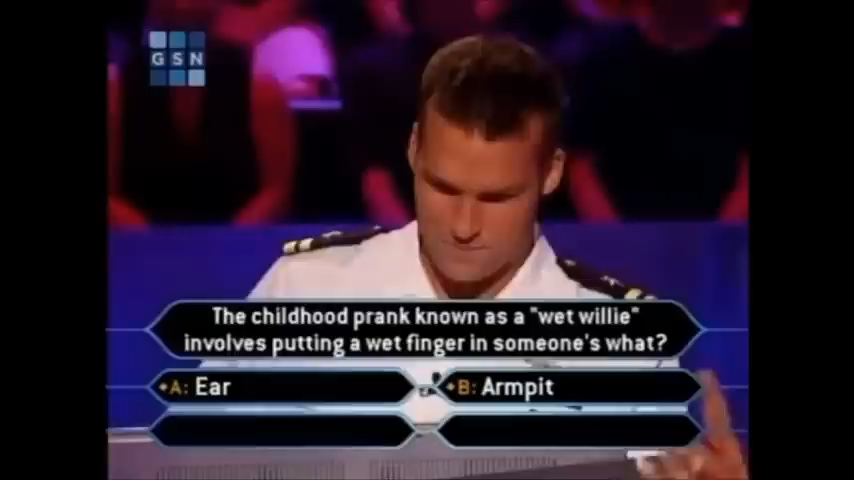 GSN
The childhood prank known as a "wet willie"
involves putting a wet finger in someone's what?
A: Ear
B: Armpit